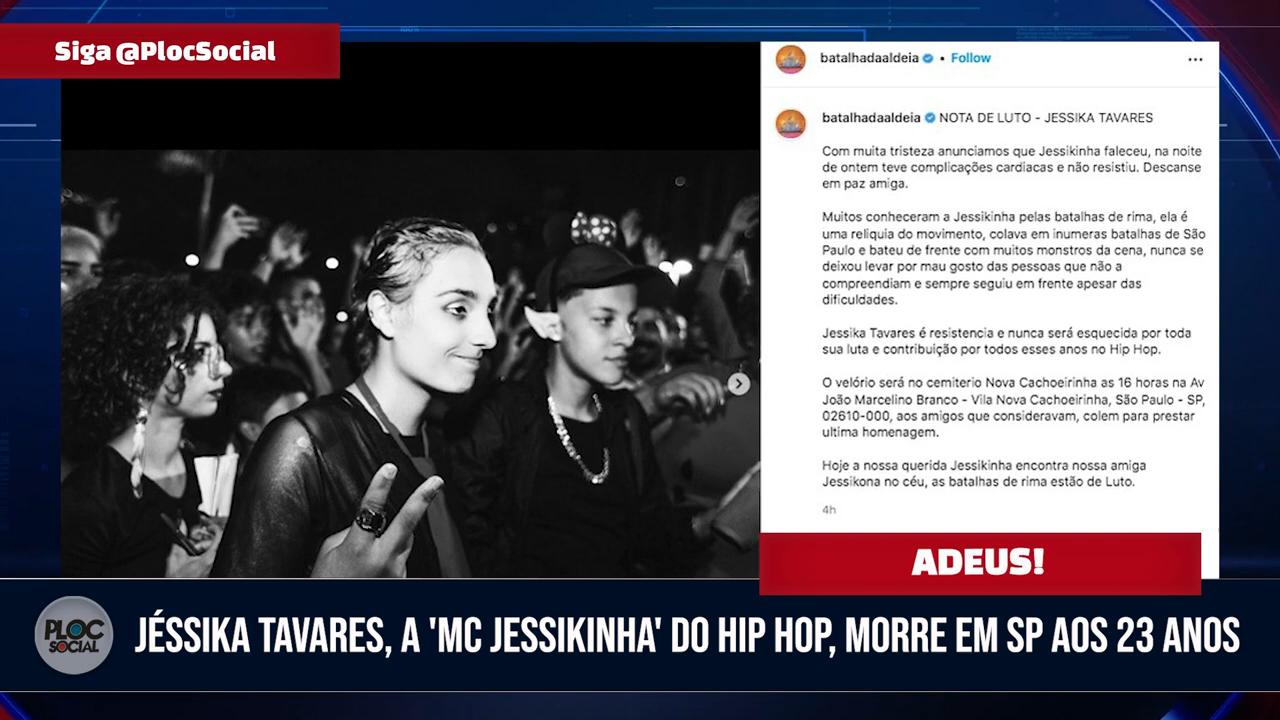 Siga @PlocSocial
batalhadaaldeia • Follow
batalhadaaldeia NOTA DE LUTO - JESSIKA TAVARES
Com muita tristeza anunciamos que Jessikinha faleceu, na noite
de ontem teve complicações cardiacas e não resistiu. Descanse
em paz amiga.
Muitos conheceram a Jessikinha pelas batalhas de rima, ela é
uma reliquia do movimento, colava em inumeras batalhas de São
Paulo e bateu de frente com muitos monstros da cena, nunca se
deixou levar por mau gosto das pessoas que não a
compreendiam e sempre seguiu em frente apesar das
dificuldades.
Jessika Tavares é resistencia e nunca será esquecida por toda
sua luta e contribuição por todos esses anos no Hip Hop.
O velório será no cemiterio Nova Cachoeirinha as 16 horas na Av
João Marcelino Branco - Vila Nova Cachoeirinha, São Paulo - SP,
02610-000, aos amigos que consideravam, colem para prestar
ultima homenagem.
Hoje a nossa querida Jessikinha encontra nossa amiga
Jessikona no céu, as batalhas de rima estão de Luto.
4h
ADEUS!
PLOC
SOCIAL
JÉSSIKA TAVARES, A 'MC JESSIKINHA' DO HIP HOP, MORRE EM SP AOS 23 ANOS